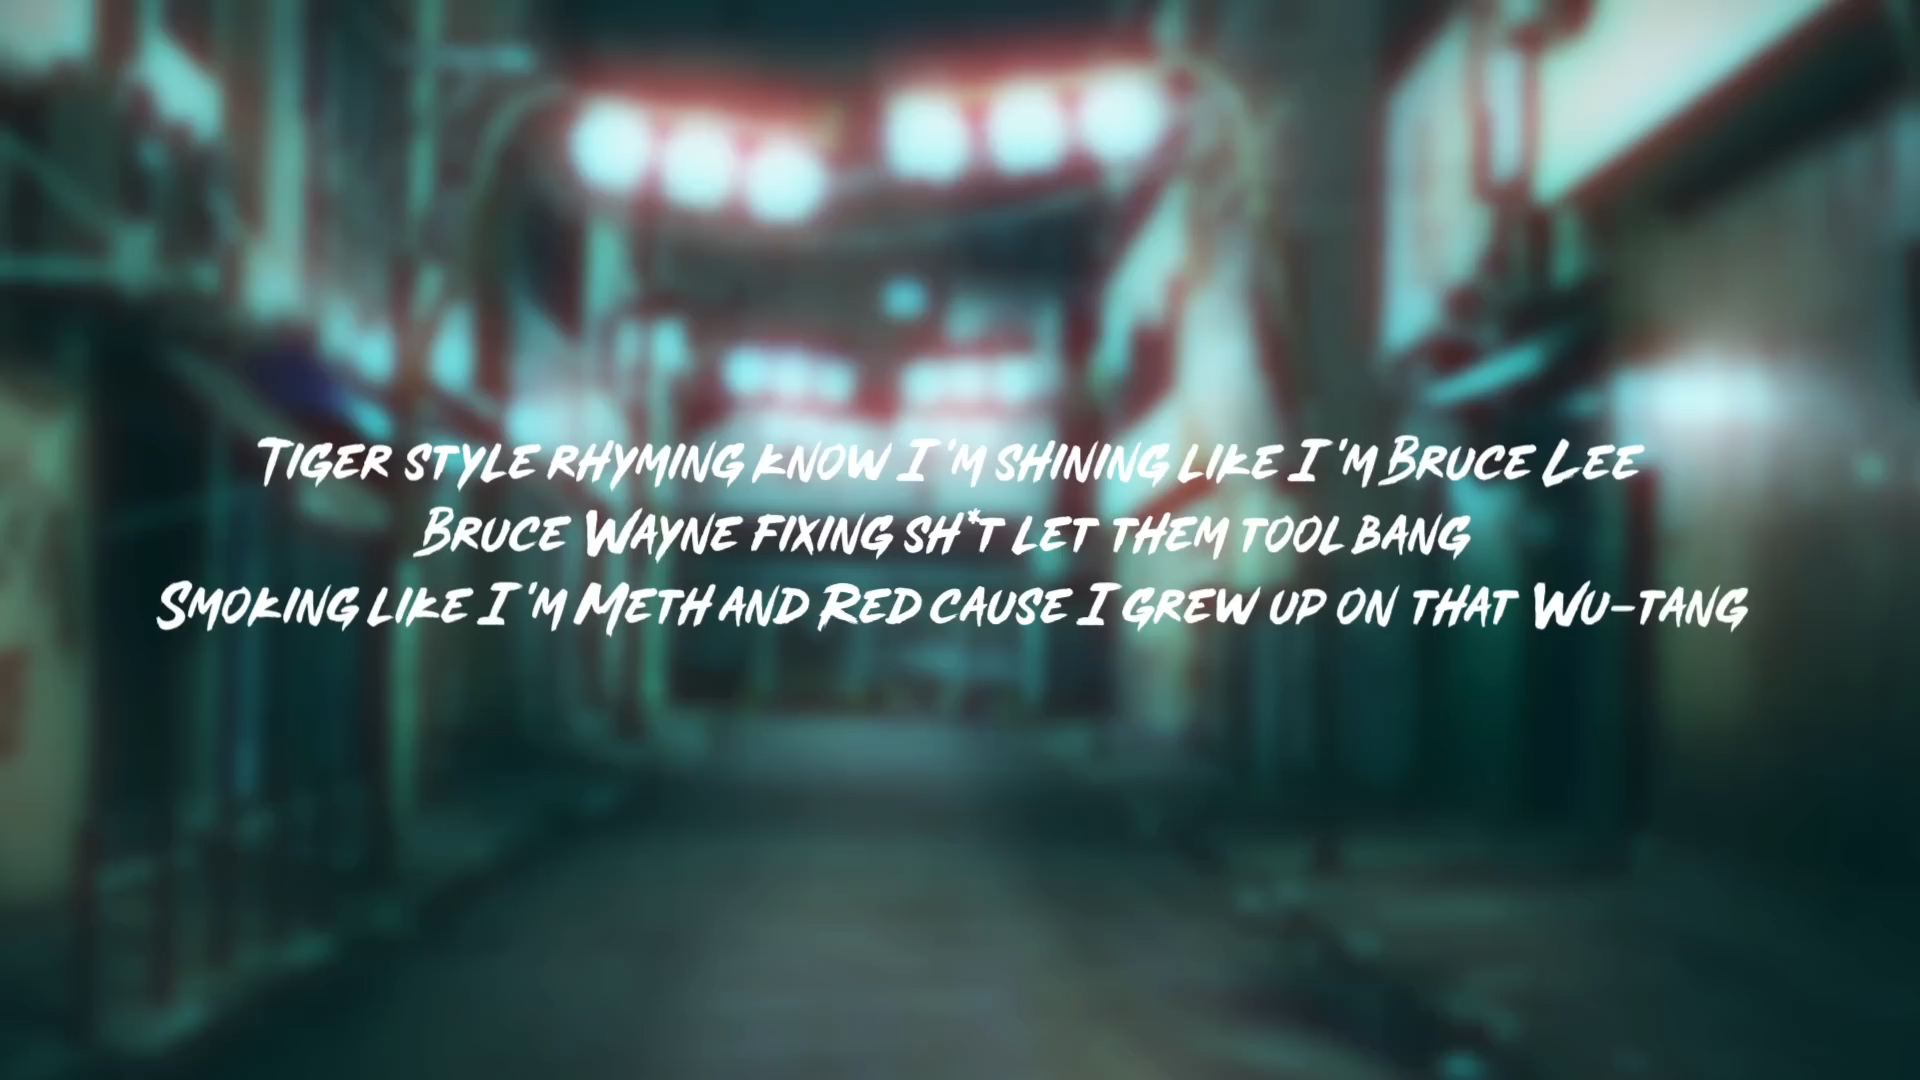 Tiger style rhyming know I'm shining like I'm Bruce Lee
Bruce Wayne fixing sh*t let them tool bang
Smoking like I'm Meth and Red cause I grew up on that Wu-tang